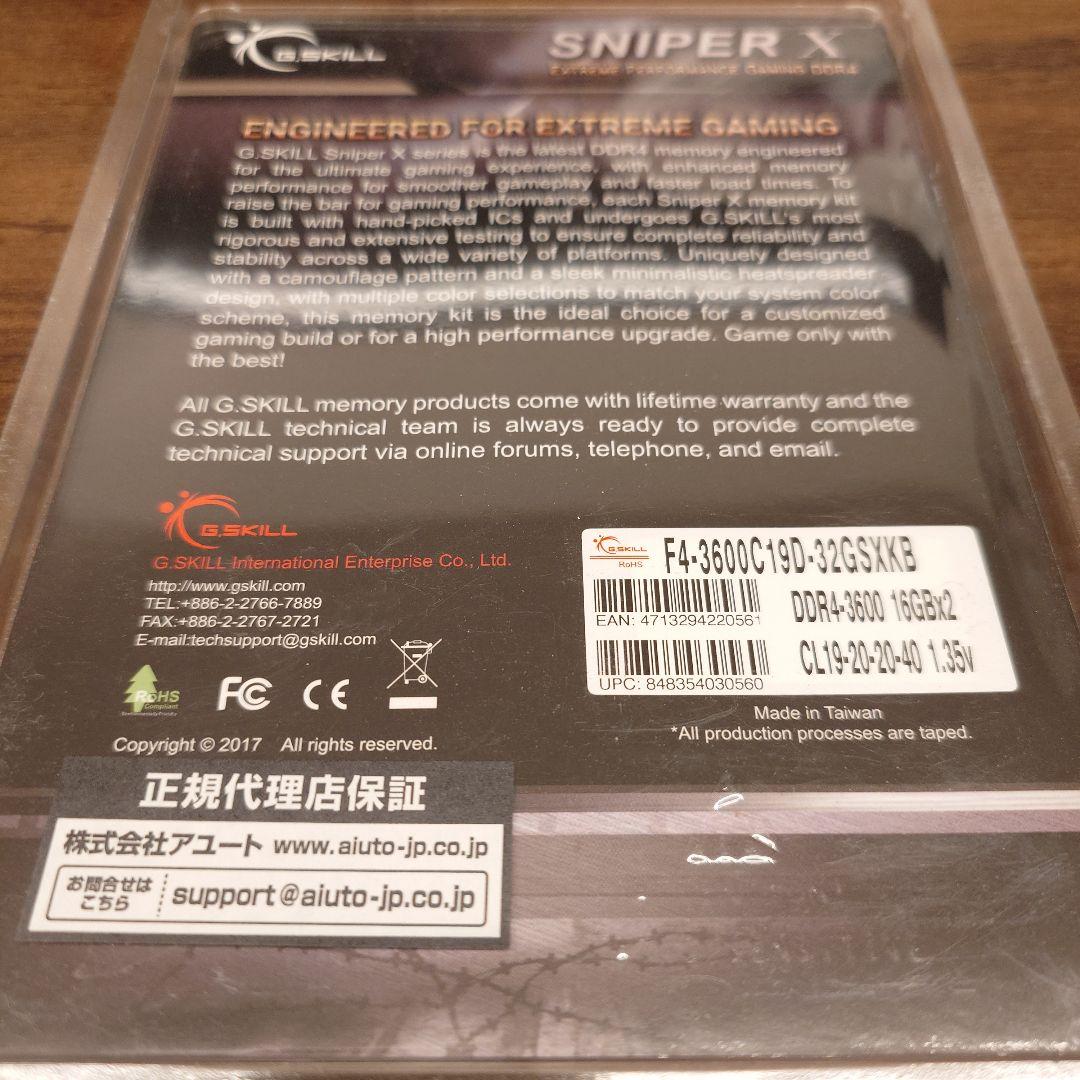 G.SKILL
SNIPER X
EXTREME PERFORMANCE GAMING DDR4
ENGINEERED FOR EXTREME GAMING
G.SKILL Sniper X series is the latest DDR4 memory engineered
for the ultimate gaming experience, with enhanced memory
performance for smoother gameplay and faster load times. To
raise the bar for gaming performance, each Sniper X memory kit
is built with hand-picked ICs and undergoes G.SKILL's most
rigorous and extensive testing to ensure complete reliability and
stability across a wide variety of platforms. Uniquely designed
with a camouflage pattern and a sleek minimalistic heatspreader
design, with multiple color selections to match your system color
scheme, this memory kit is the ideal choice for a customized
gaming build or for a high performance upgrade. Game only with
the best!
All G.SKILL memory products come with lifetime warranty and the
G.SKILL technical team is always ready to provide complete
technical support via online forums, telephone, and email.
G.SKILL
G.SKILL International Enterprise Co., Ltd.
http://www.gskill.com
TEL:+886-2-2766-7889
FAX:+886-2-2767-2721
E-mail:techsupport@gskill.com
RoHS
Compliant
Environmentally Friendly
FC CE
Copyright © 2017 All rights reserved.
G.SKILL
RoHS
F4-3600C19D-32GSXKB
EAN: 4713294220561
DDR4-3600 16GBx2
UPC: 848354030560
CL19-20-20-40 1.35v
Made in Taiwan
*All production processes are taped.
正規代理店保証
株式会社アユート www.aiuto-jp.co.jp
お問合せは
こちら
support@aiuto-jp.co.jp